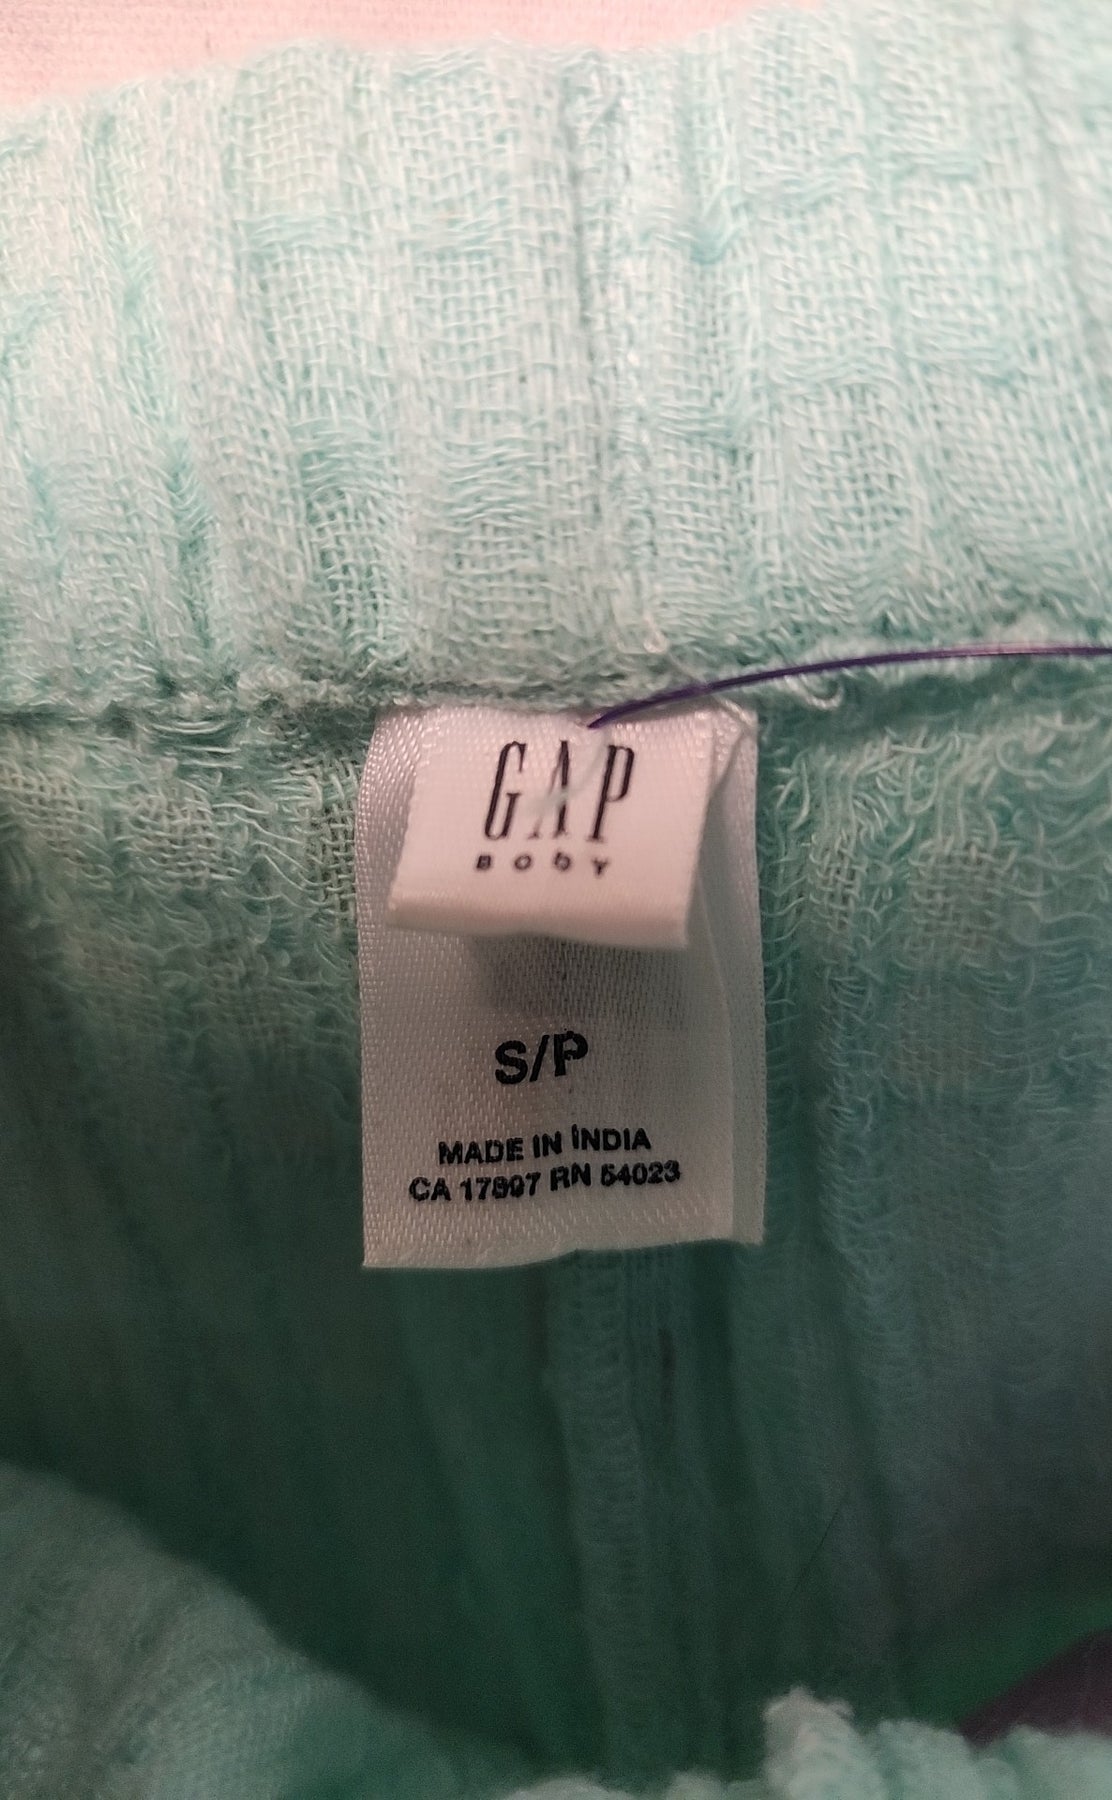 GAP
BODY
S/P
MADE IN INDIA
CA 17897 RN 54023